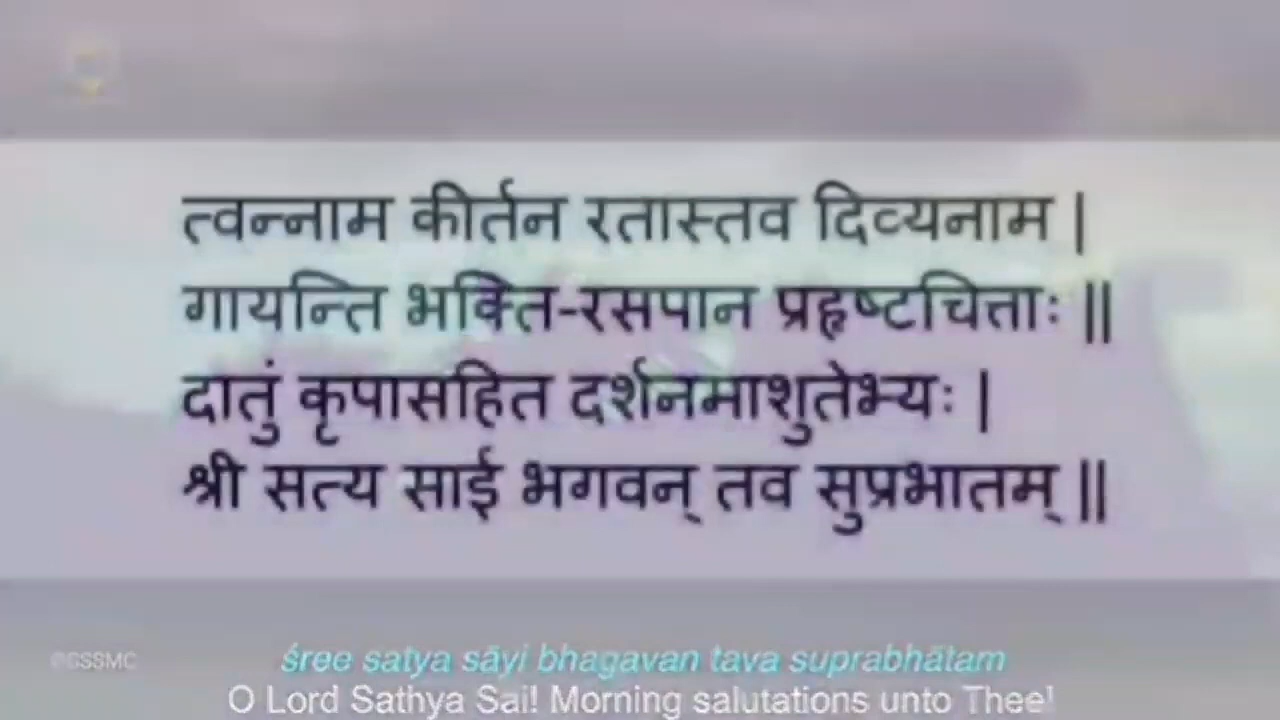 त्वन्नाम कीर्तन रतास्तव दिव्यनाम |
गायन्ति भक्ति-रसपान प्रहृष्टचित्ताः ||
दातुं कृपासहित दर्शनमाशुतेभ्यः |
श्री सत्य साई भगवन् तव सुप्रभातम् ||
©CSSMC
śree satya sāyi bhagavan tava suprabhātam
O Lord Sathya Sai! Morning salutations unto Thee!